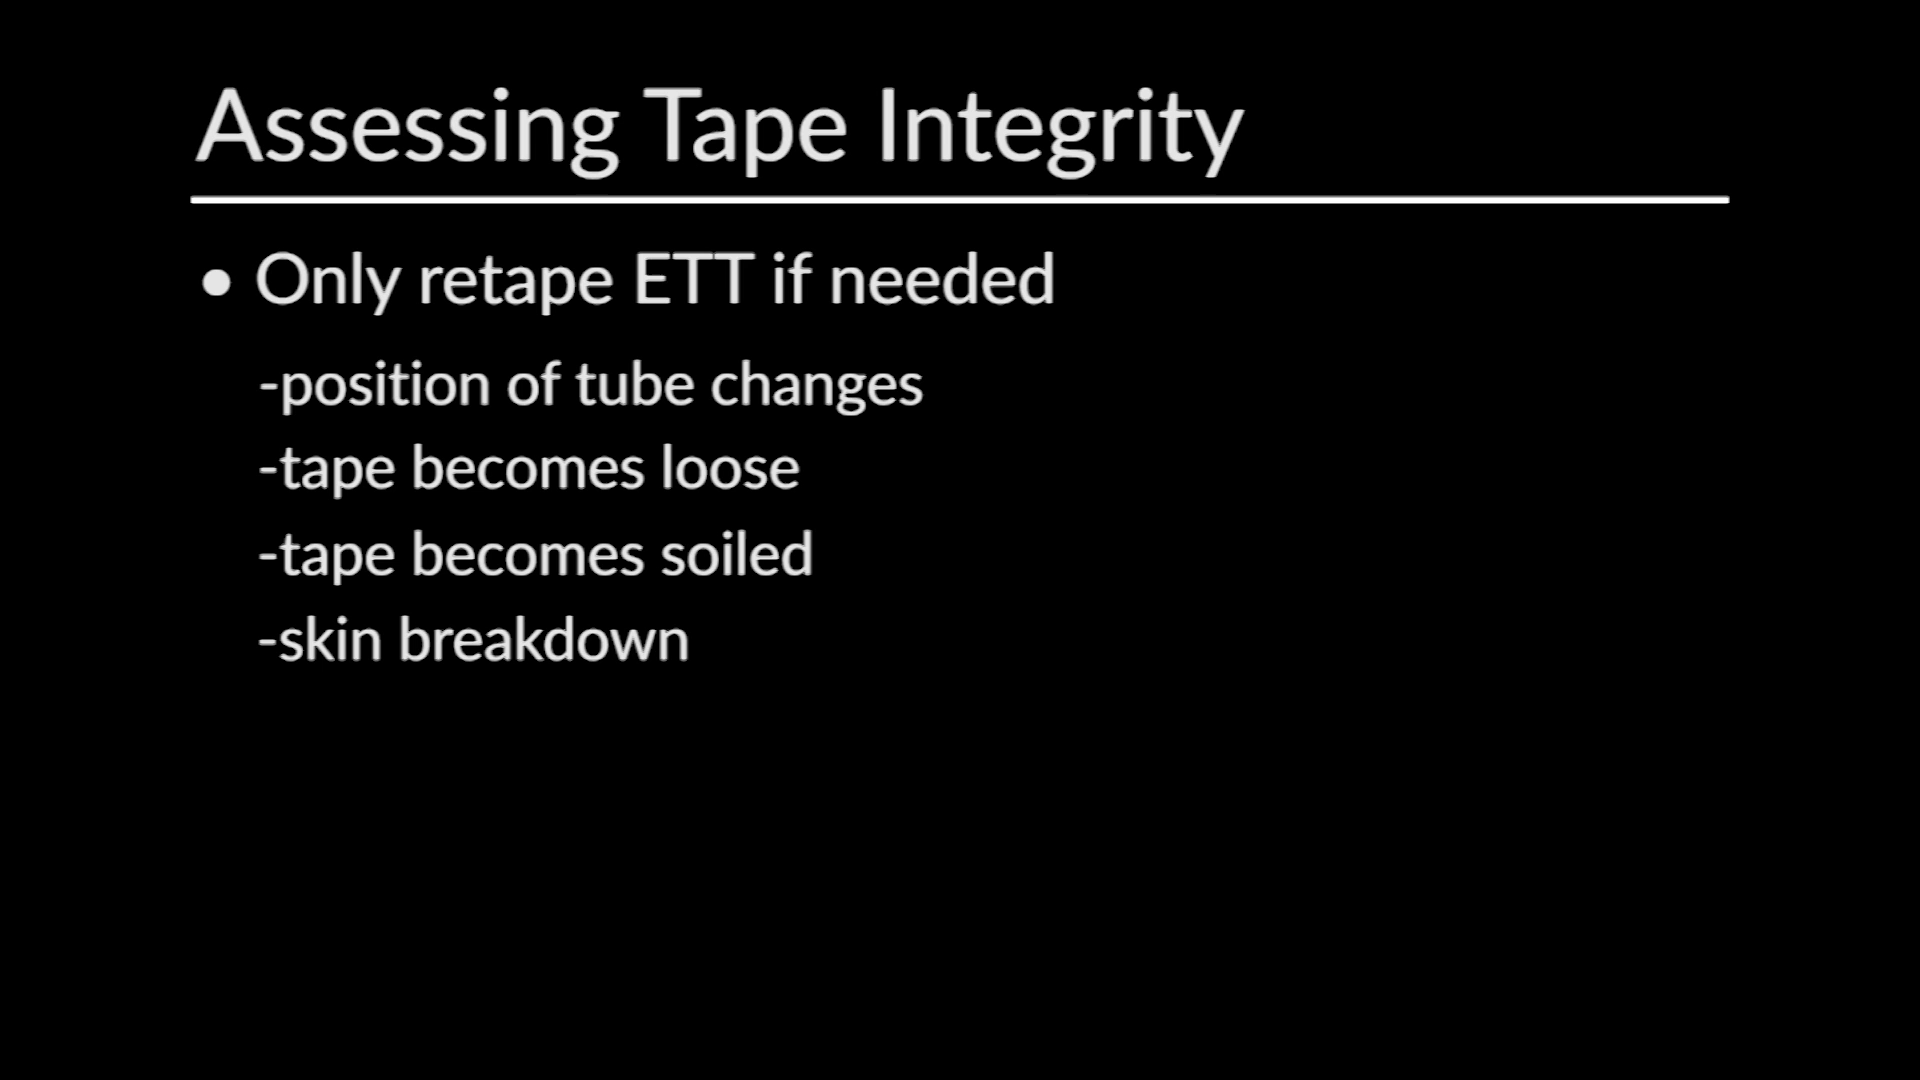 Assessing Tape Integrity
• Only retape ETT if needed
-position of tube changes
-tape becomes loose
-tape becomes soiled
-skin breakdown